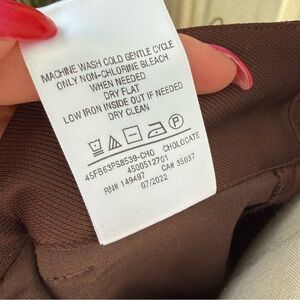 MACHINE WASH COLD GENTLE CYCLE
ONLY NON-CHLORINE BLEACH
WHEN NEEDED
DRY FLAT
LOW IRON INSIDE OUT IF NEEDED
DRY CLEAN
45FB63PS8539-CHO CHOLOCATE
4500512701
RN# 149497 CA# 35037
07/2022